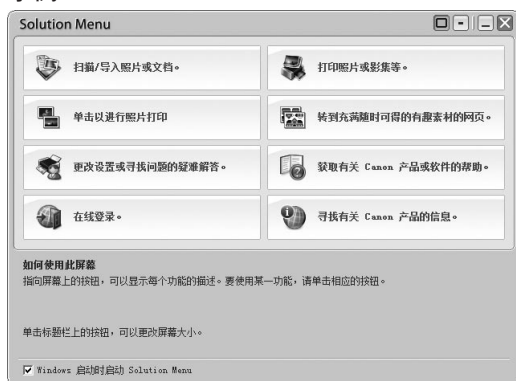 Solution Menu
扫描/导入照片或文档。
打印照片或影集等。
单击以进行照片打印
转到充满随时可得的有趣素材的网页。
更改设置或寻找问题的疑难解答。
获取有关 Canon 产品或软件的帮助。
在线登录。
寻找有关 Canon 产品的信息。
如何使用此屏幕
指向屏幕上的按钮，可以显示每个功能的描述。要使用某一功能，请单击相应的按钮。
单击标题栏上的按钮，可以更改屏幕大小。
Windows 启动时启动 Solution Menu